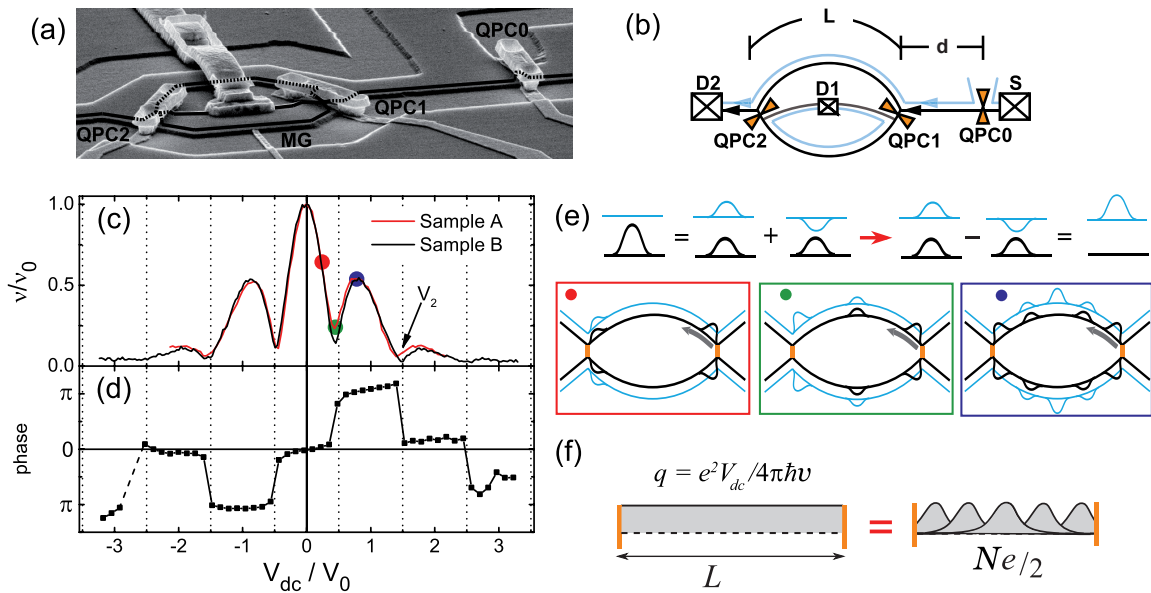 (a)
QPC0
QPC1
QPC2
MG
(b)
L
d
D2
D1
S
QPC2
QPC1
QPC0
(c)
1.0
0.5
0.0
ν/ν0
Sample A
Sample B
V2
(d)
π
0
π
phase
-3 -2 -1 0 1 2 3
Vdc / V0
(e)
= + − =
(f)
q = e²Vdc/4πħυ
L
=
Ne/2